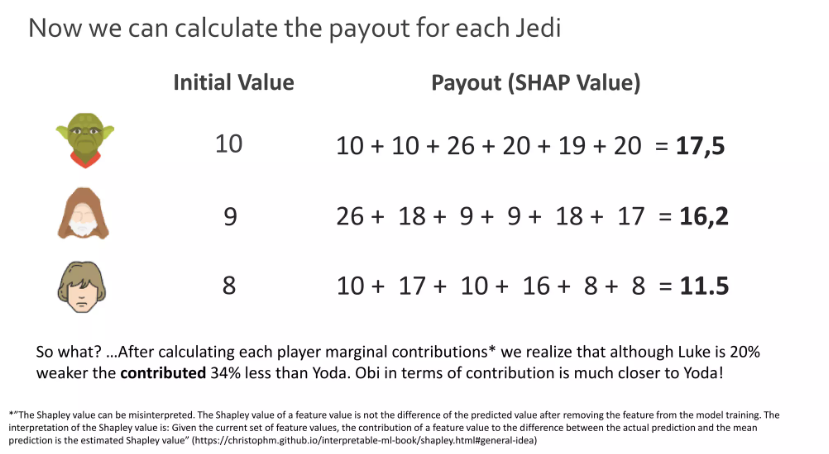 Now we can calculate the payout for each Jedi
Initial Value Payout (SHAP Value)
10 10 + 10 + 26 + 20 + 19 + 20 = 17,5
9 26 + 18 + 9 + 9 + 18 + 17 = 16,2
8 10 + 17 + 10 + 16 + 8 + 8 = 11.5
So what? ...After calculating each player marginal contributions* we realize that although Luke is 20%
weaker the contributed 34% less than Yoda. Obi in terms of contribution is much closer to Yoda!
*"The Shapley value can be misinterpreted. The Shapley value of a feature value is not the difference of the predicted value after removing the feature from the model training. The
interpretation of the Shapley value is: Given the current set of feature values, the contribution of a feature value to the difference between the actual prediction and the mean
prediction is the estimated Shapley value" (https://christophm.github.io/interpretable-ml-book/shapley.html#general-idea)